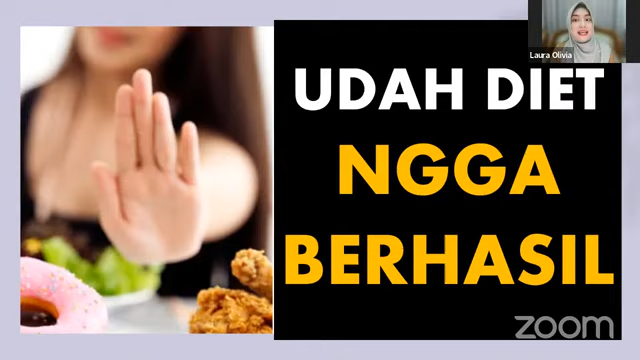 Laura Olivia
UDAH DIET
NGGA
BERHASIL
zoom